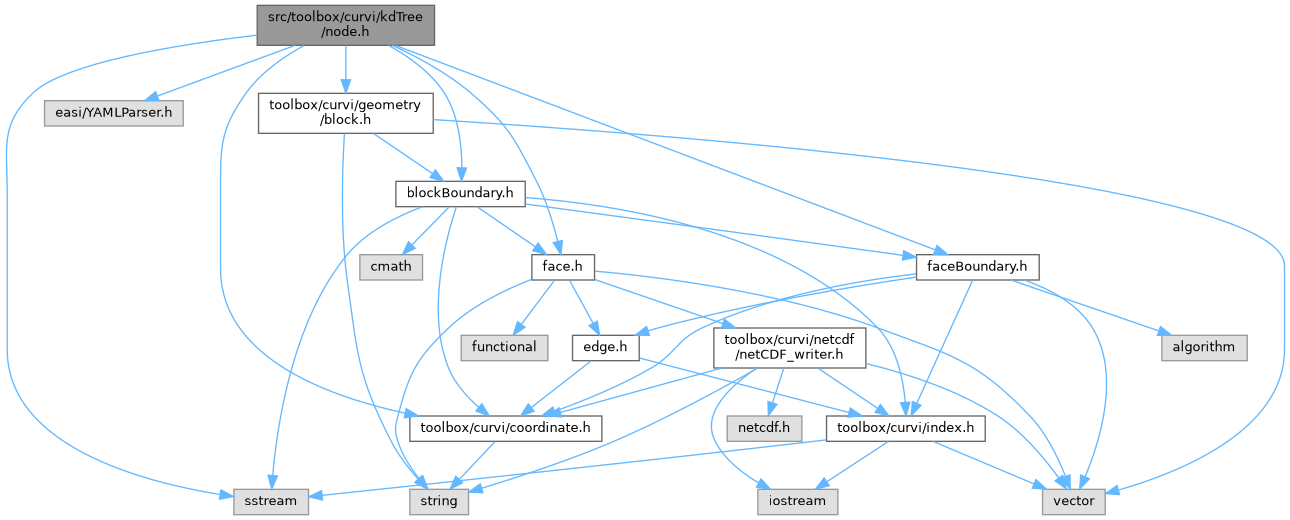 src/toolbox/curvi/kdTree
/node.h
easi/YAMLParser.h
toolbox/curvi/geometry
/block.h
blockBoundary.h
cmath
face.h
faceBoundary.h
functional
edge.h
toolbox/curvi/netcdf
/netCDF_writer.h
algorithm
toolbox/curvi/coordinate.h
netcdf.h
toolbox/curvi/index.h
sstream
string
iostream
vector